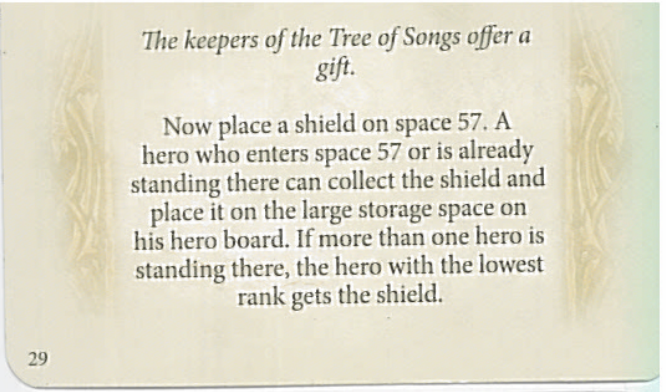 The keepers of the Tree of Songs offer a
gift.
Now place a shield on space 57. A
hero who enters space 57 or is already
standing there can collect the shield and
place it on the large storage space on
his hero board. If more than one hero is
standing there, the hero with the lowest
rank gets the shield.
29